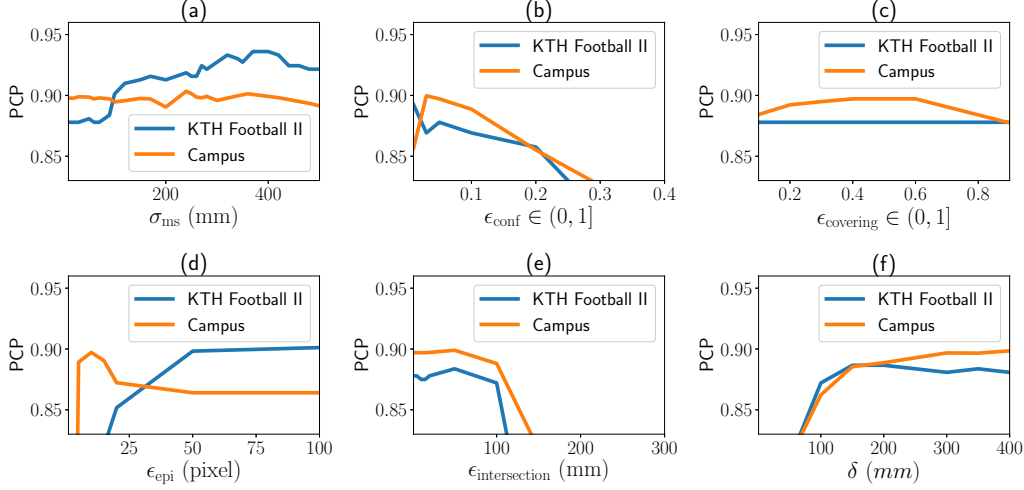 (a)
0.95
0.90
0.85
PCP
KTH Football II
Campus
200
400
σ_ms (mm)
(b)
0.95
0.90
0.85
PCP
KTH Football II
Campus
0.1
0.2
0.3
0.4
ϵ_conf ∈ (0, 1]
(c)
0.95
0.90
0.85
PCP
KTH Football II
Campus
0.2
0.4
0.6
0.8
ϵ_covering ∈ (0, 1]
(d)
0.95
0.90
0.85
PCP
KTH Football II
Campus
25
50
75
100
ϵ_epi (pixel)
(e)
0.95
0.90
0.85
PCP
KTH Football II
Campus
100
200
300
ϵ_intersection (mm)
(f)
0.95
0.90
0.85
PCP
KTH Football II
Campus
100
200
300
400
δ (mm)